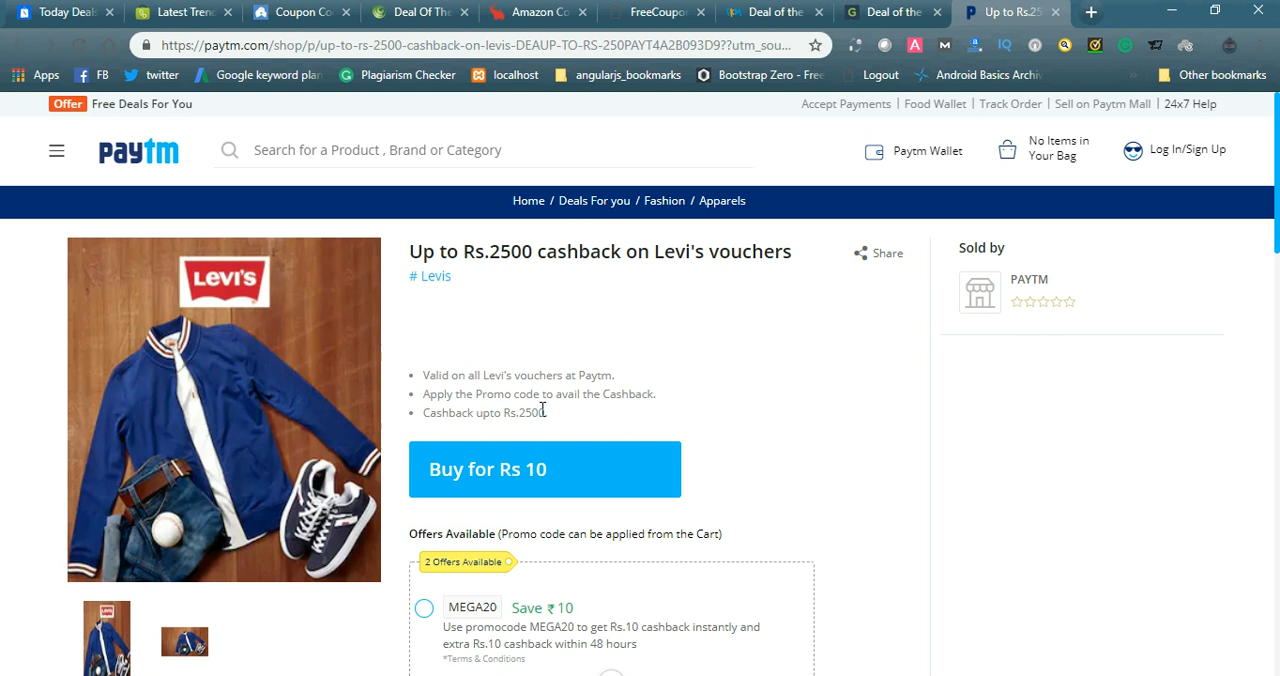 Today Deals
Latest Tren
Coupon Co
Deal Of The
Amazon Co
FreeCoupo
Deal of the
Deal of the
Up to Rs.25
https://paytm.com/shop/p/up-to-rs-2500-cashback-on-levis-DEAUP-TO-RS-250PAYT4A2B093D9??utm_sou...
Apps
FB
twitter
Google keyword plan
Plagiarism Checker
localhost
angularjs_bookmarks
Bootstrap Zero - Free
Logout
Android Basics Archiv
»
Other bookmarks
Offer Free Deals For You
Accept Payments | Food Wallet | Track Order | Sell on Paytm Mall | 24x7 Help
paytm
Search for a Product , Brand or Category
Paytm Wallet
No Items in
Your Bag
Log In/Sign Up
Home / Deals For you / Fashion / Apparels
LEVI'S
Up to Rs.2500 cashback on Levi's vouchers
# Levis
Share
Sold by
PAYTM
• Valid on all Levi's vouchers at Paytm.
• Apply the Promo code to avail the Cashback.
• Cashback upto Rs.2500.
Buy for Rs 10
Offers Available (Promo code can be applied from the Cart)
2 Offers Available
MEGA20 Save ₹10
Use promocode MEGA20 to get Rs.10 cashback instantly and
extra Rs.10 cashback within 48 hours
*Terms & Conditions